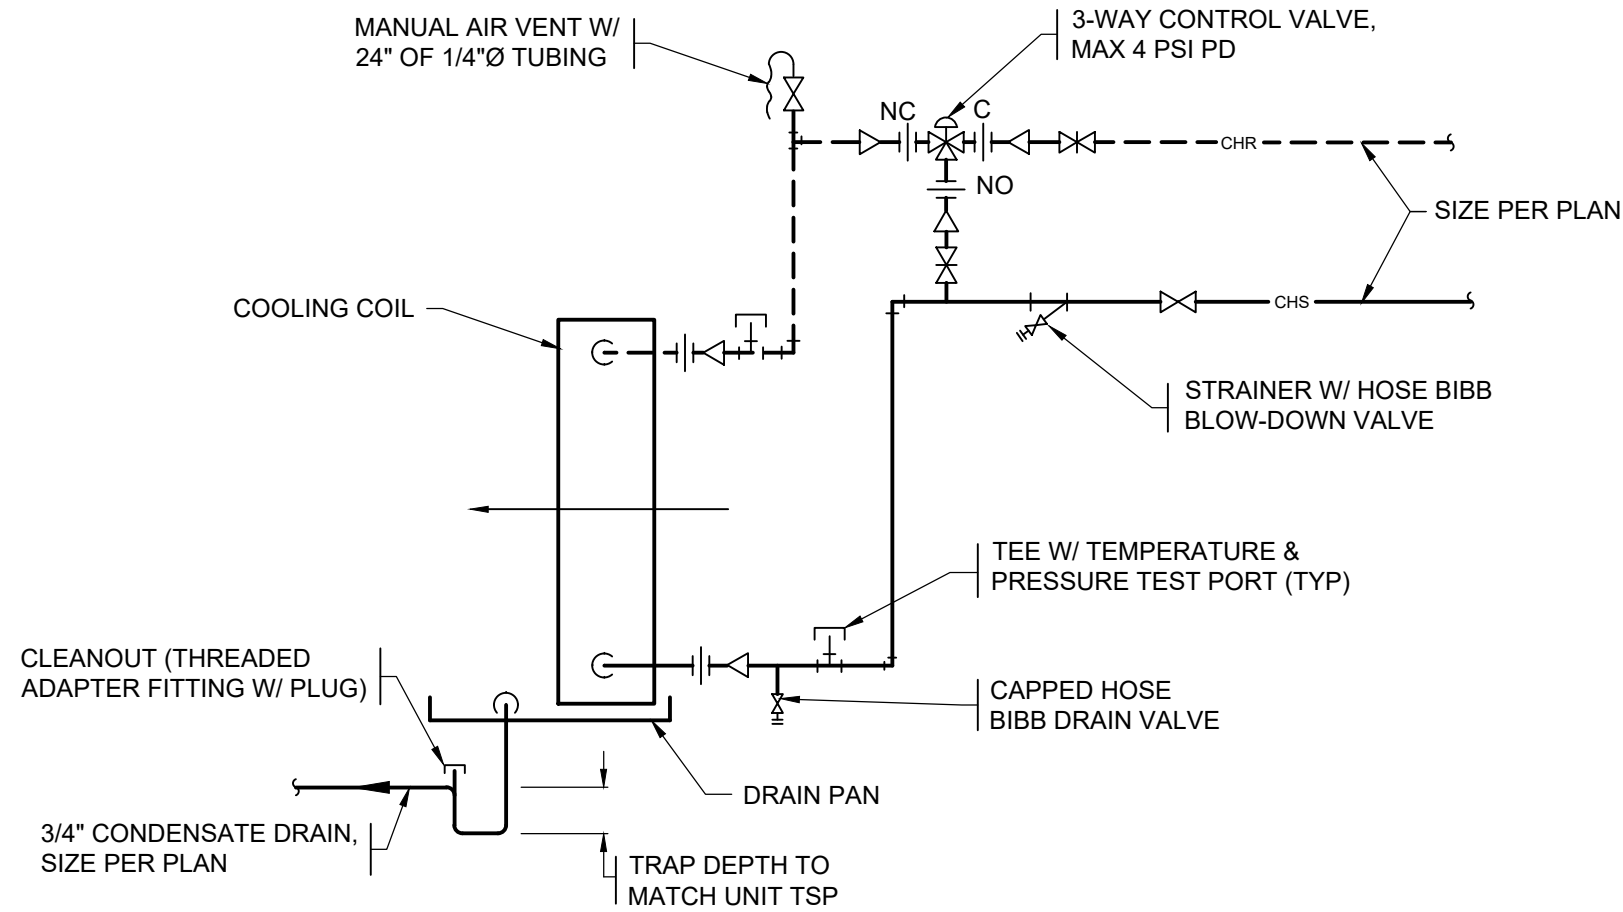 MANUAL AIR VENT W/
24" OF 1/4"Ø TUBING
3-WAY CONTROL VALVE,
MAX 4 PSI PD
NC
C
CHR
NO
SIZE PER PLAN
COOLING COIL
CHS
STRAINER W/ HOSE BIBB
BLOW-DOWN VALVE
TEE W/ TEMPERATURE &
PRESSURE TEST PORT (TYP)
CLEANOUT (THREADED
ADAPTER FITTING W/ PLUG)
CAPPED HOSE
BIBB DRAIN VALVE
DRAIN PAN
3/4" CONDENSATE DRAIN,
SIZE PER PLAN
TRAP DEPTH TO
MATCH UNIT TSP